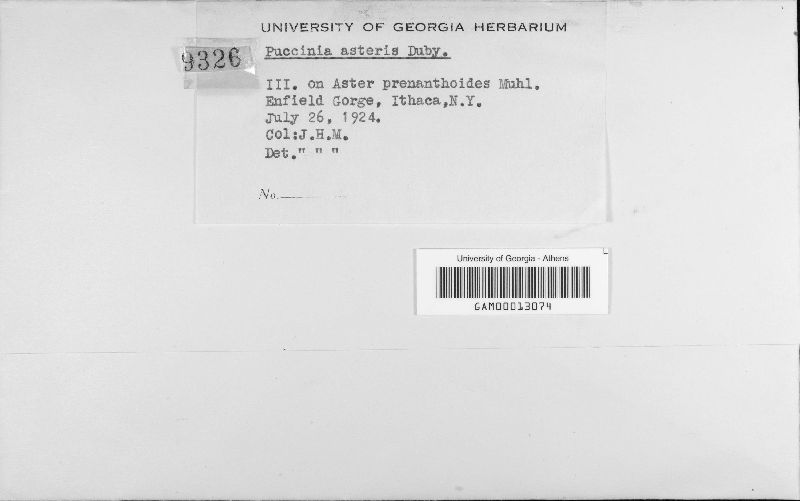 UNIVERSITY OF GEORGIA HERBARIUM
9326
Puccinia asteris Duby.
III. on Aster prenanthoides Muhl.
Enfield Gorge, Ithaca,N.Y.
July 26, 1924.
Col:J.H.M.
Det." " "
No.
University of Georgia - Athens
GAM00013074